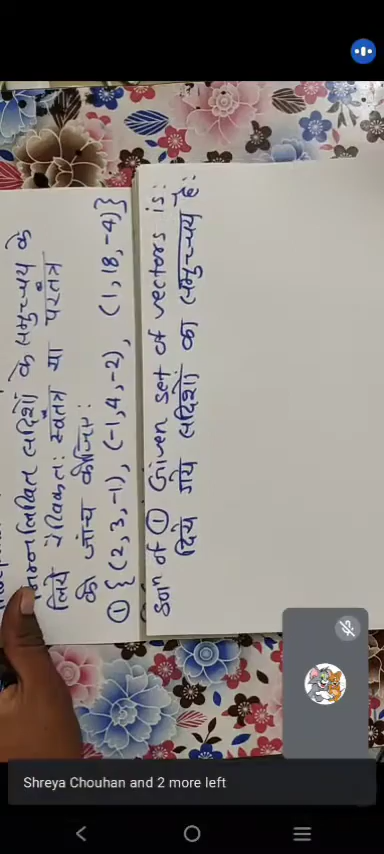 निम्नलिखित सदिशों के समुच्चय के
लिये रैखिकतः स्वतंत्र या परतंत्र
की जांच कीजिए:
① {(2, 3, -1), (-1, 4, -2), (1, 18, -4)}
Soln of ① Given set of vectors is:
दिये गये सदिशों का समुच्चय है:
Shreya Chouhan and 2 more left